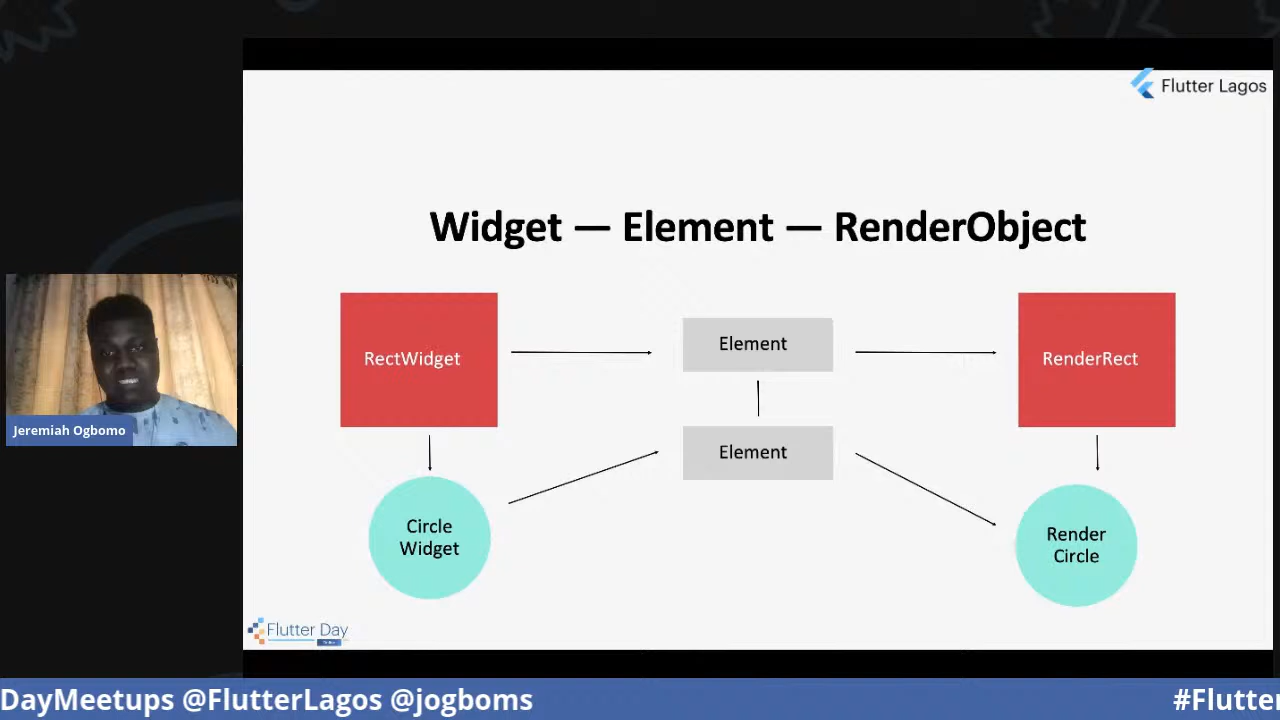 Flutter Lagos
Widget — Element — RenderObject
RectWidget
Element
RenderRect
Element
Circle
Widget
Render
Circle
Jeremiah Ogbomo
Flutter Day
DayMeetups @FlutterLagos @jogboms
#Flutter